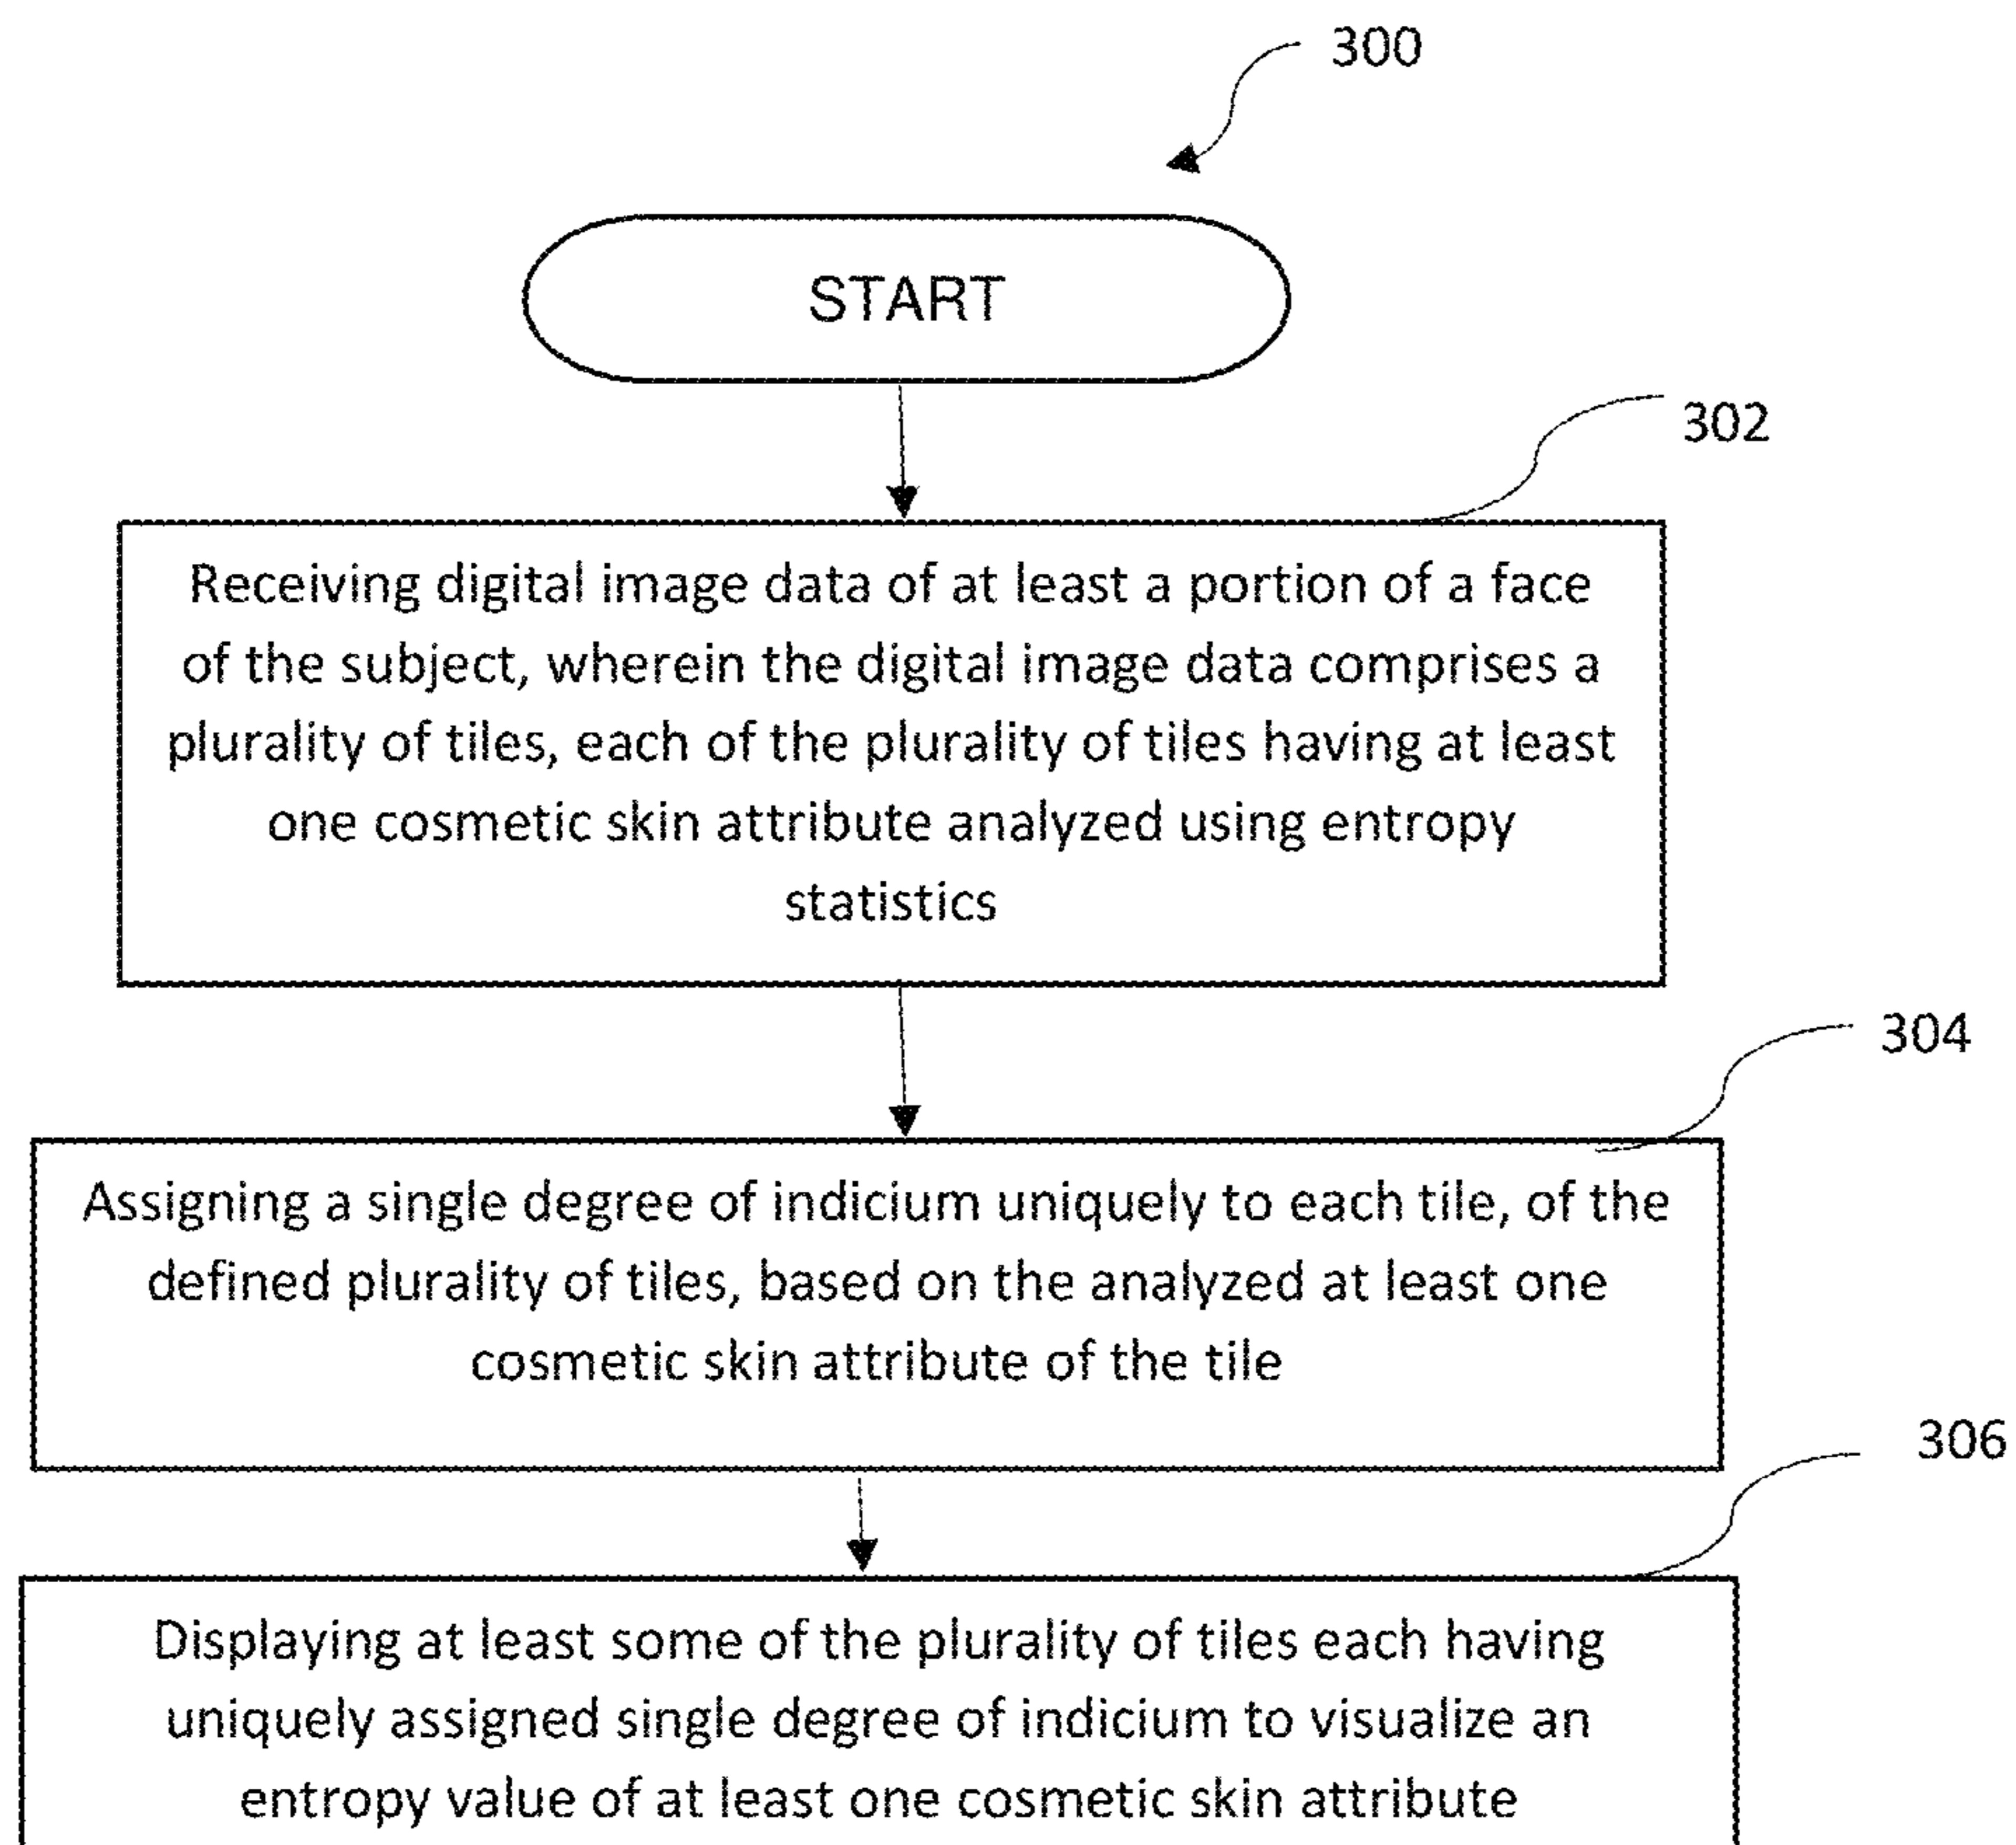 300
START
302
Receiving digital image data of at least a portion of a face
of the subject, wherein the digital image data comprises a
plurality of tiles, each of the plurality of tiles having at least
one cosmetic skin attribute analyzed using entropy
statistics
304
Assigning a single degree of indicium uniquely to each tile, of the
defined plurality of tiles, based on the analyzed at least one
cosmetic skin attribute of the tile
306
Displaying at least some of the plurality of tiles each having
uniquely assigned single degree of indicium to visualize an
entropy value of at least one cosmetic skin attribute